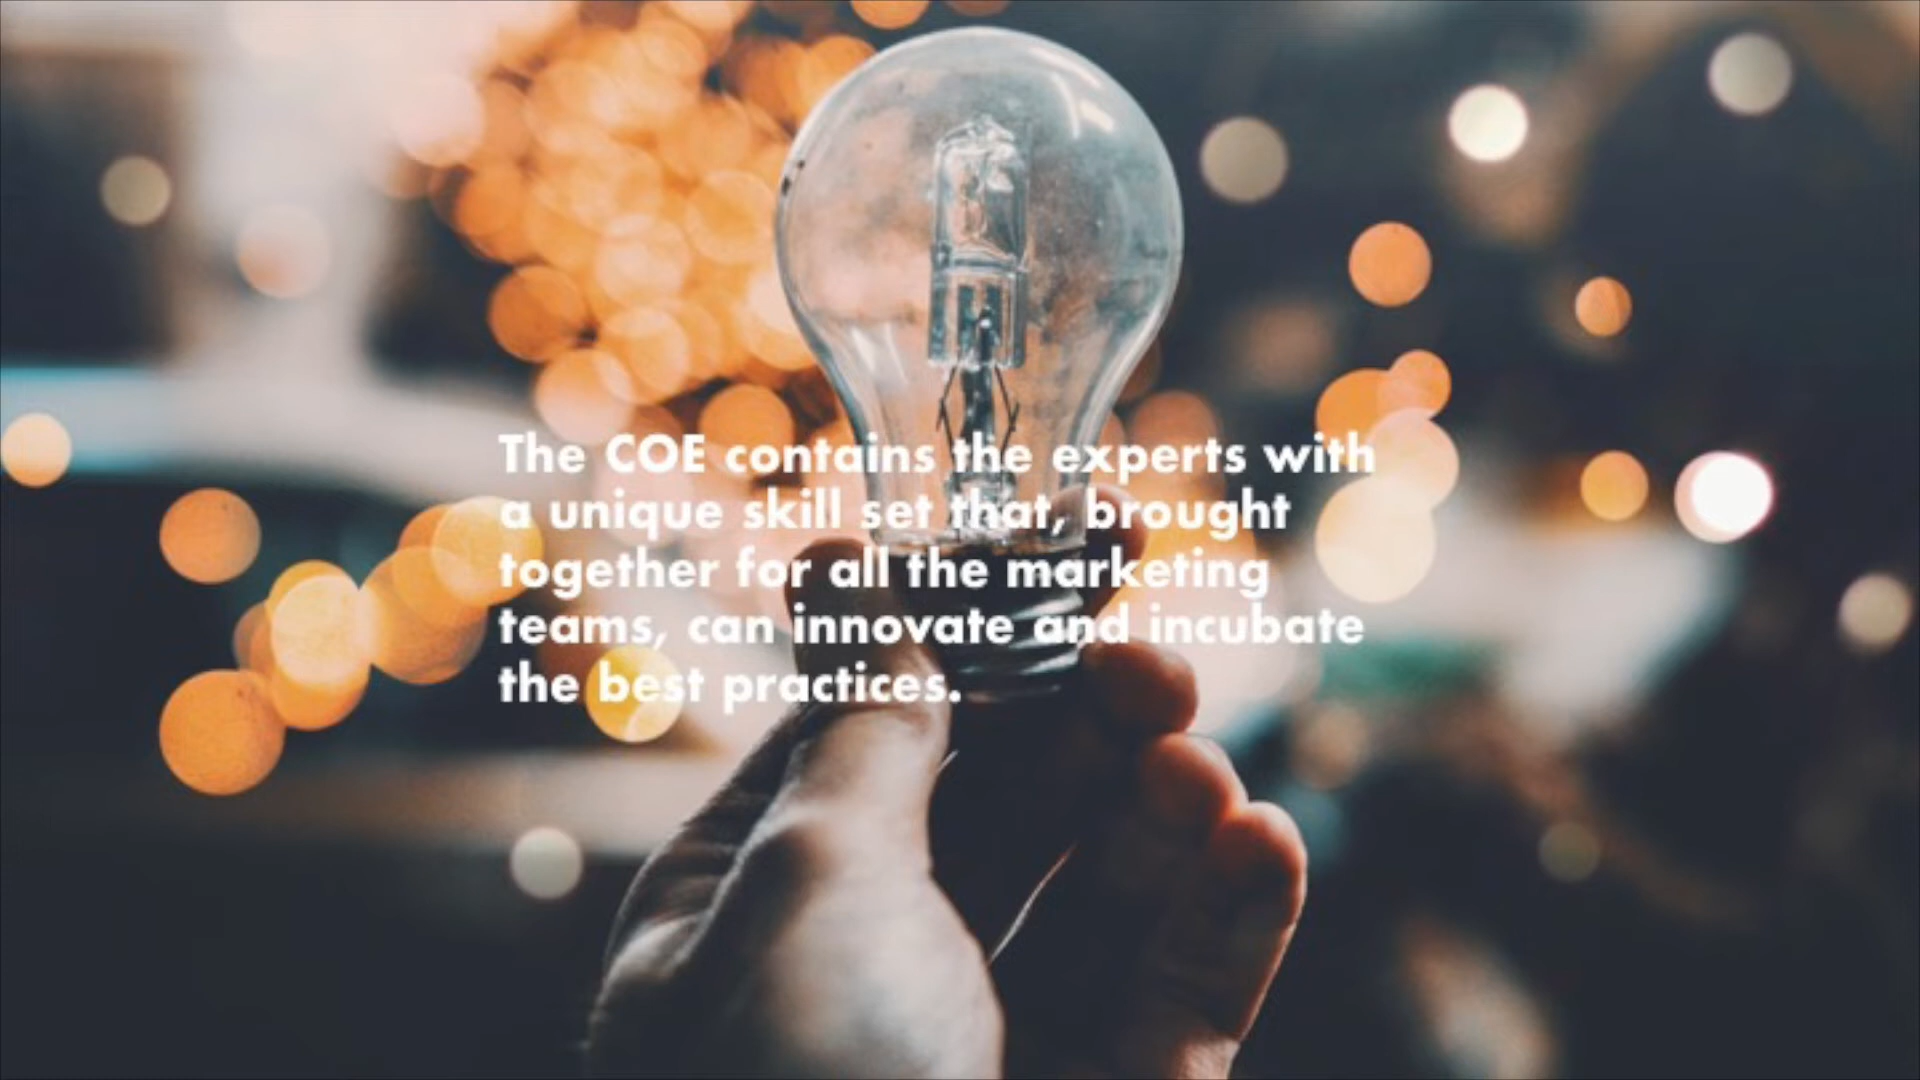 The COE contains the experts with
a unique skill set that, brought
together for all the marketing
teams, can innovate and incubate
the best practices.